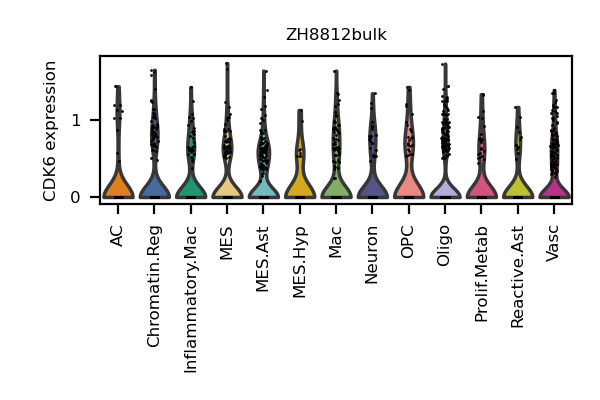 ZH8812bulk
CDK6 expression
1
0
AC
Chromatin.Reg
Inflammatory.Mac
MES
MES.Ast
MES.Hyp
Mac
Neuron
OPC
Oligo
Prolif.Metab
Reactive.Ast
Vasc